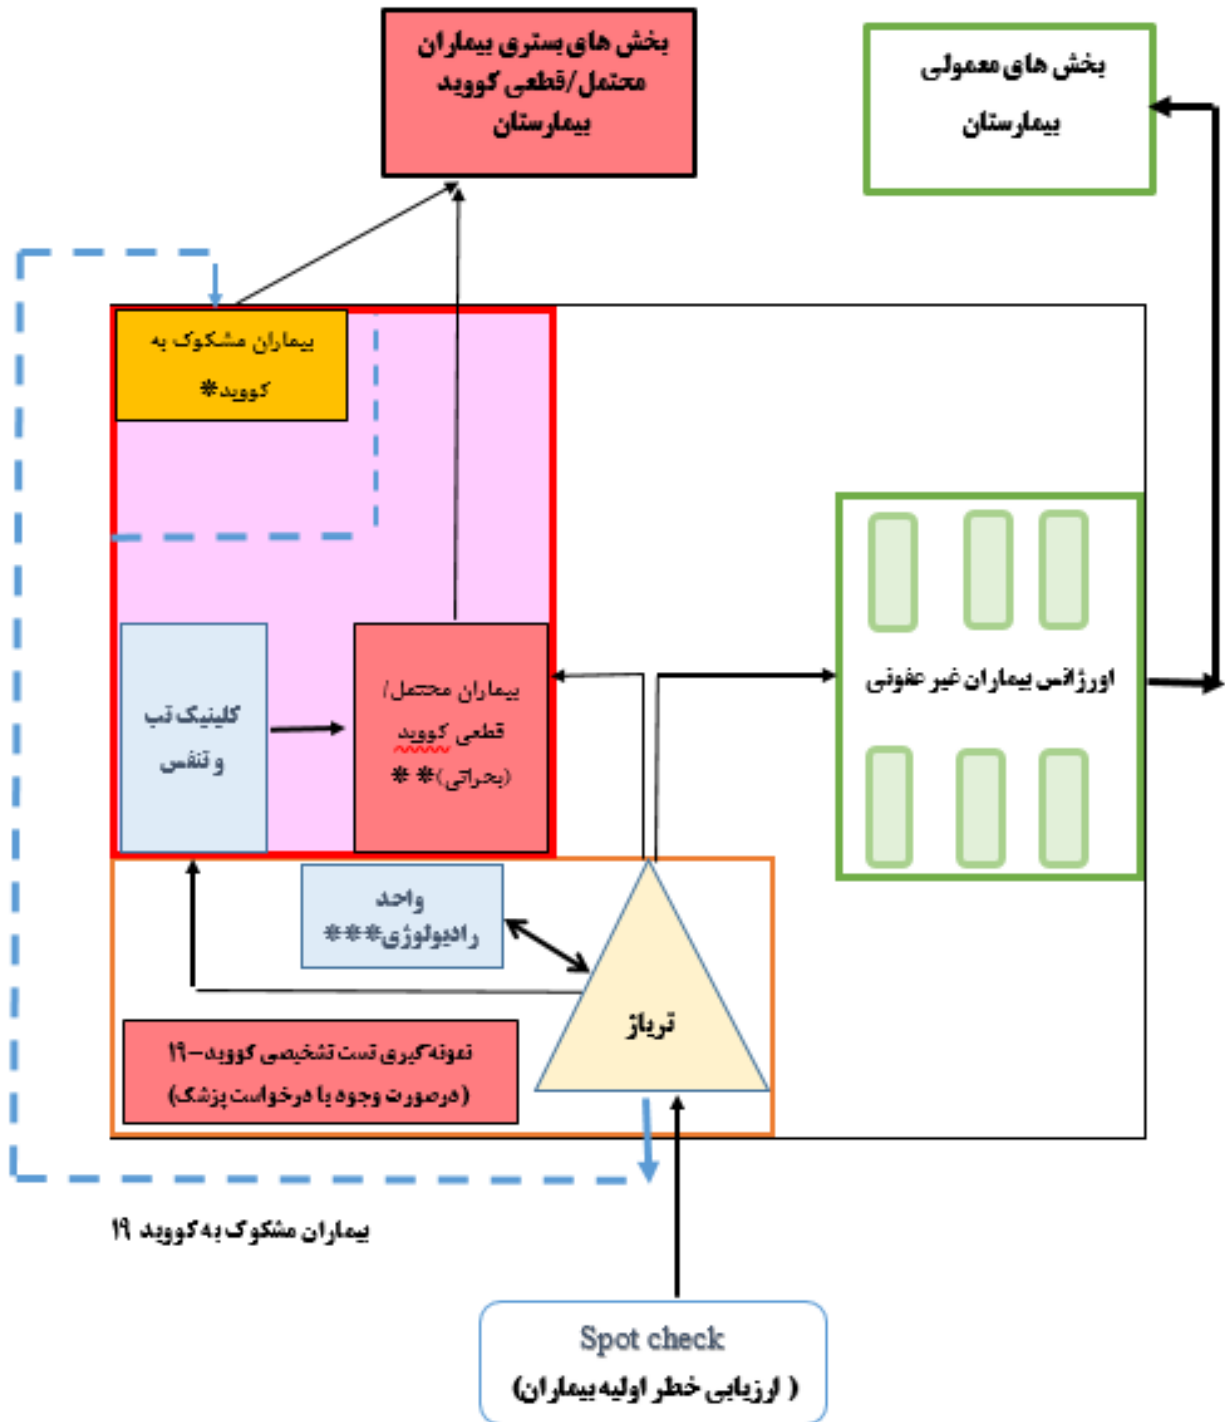 بخش های بستری بیماران
محتمل/قطعی کووید
بیمارستان
بخش های معمولی
بیمارستان
بیماران مشکوک به
کووید*
کلینیک تب
و تنفس
بیماران محتمل/
قطعی کووید
(بحرانی)**
اورژانس بیماران غیر عفونی
واحد
رادیولوژی***
تریاژ
نمونه گیری تست تشخیصی کووید-۱۹
(درصورت وجود با درخواست پزشک)
بیماران مشکوک به کووید ۱۹
Spot check
( ارزیابی خطر اولیه بیماران)